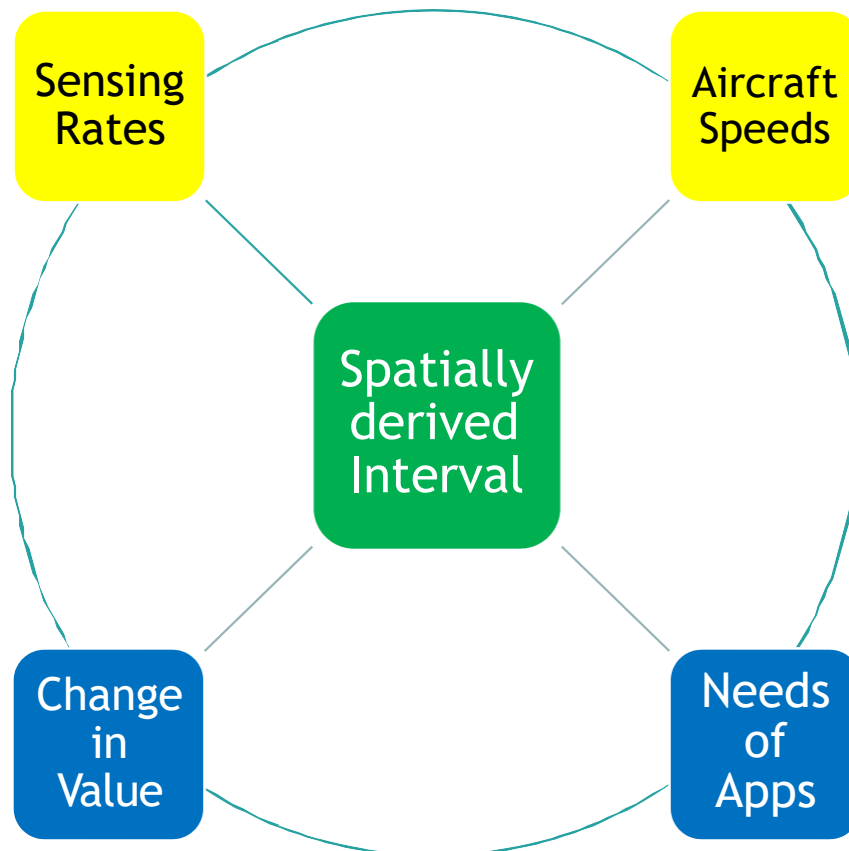 Sensing
Rates
Aircraft
Speeds
Spatially
derived
Interval
Change
in
Value
Needs
of
Apps